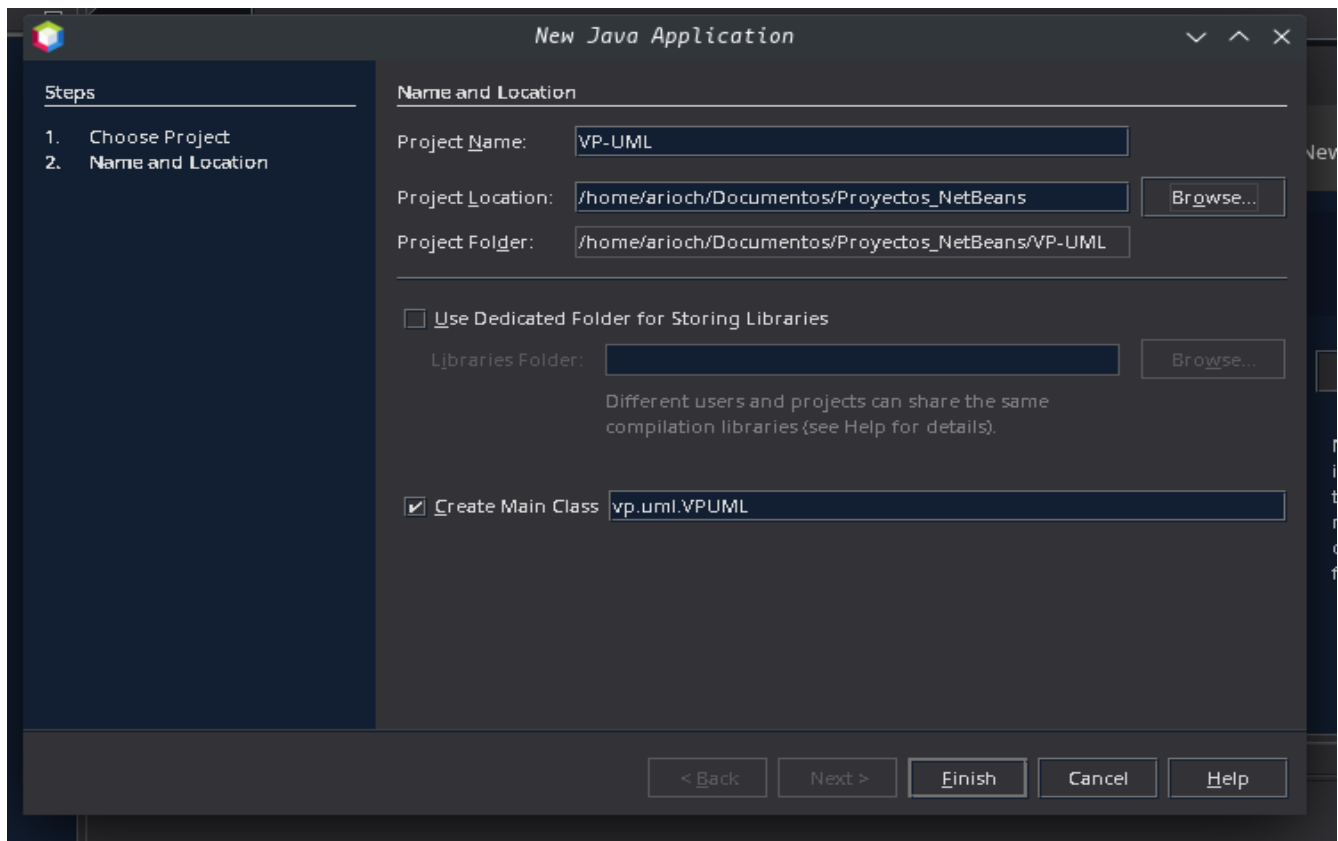 New Java Application
Steps
1. Choose Project
2. Name and Location
Name and Location
Project Name: VP-UML
Project Location: /home/arioch/Documentos/Proyectos_NetBeans Browse...
Project Folder: /home/arioch/Documentos/Proyectos_NetBeans/VP-UML
Use Dedicated Folder for Storing Libraries
Libraries Folder: Browse...
Different users and projects can share the same
compilation libraries (see Help for details).
Create Main Class vp.uml.VPUML
< Back Next > Finish Cancel Help